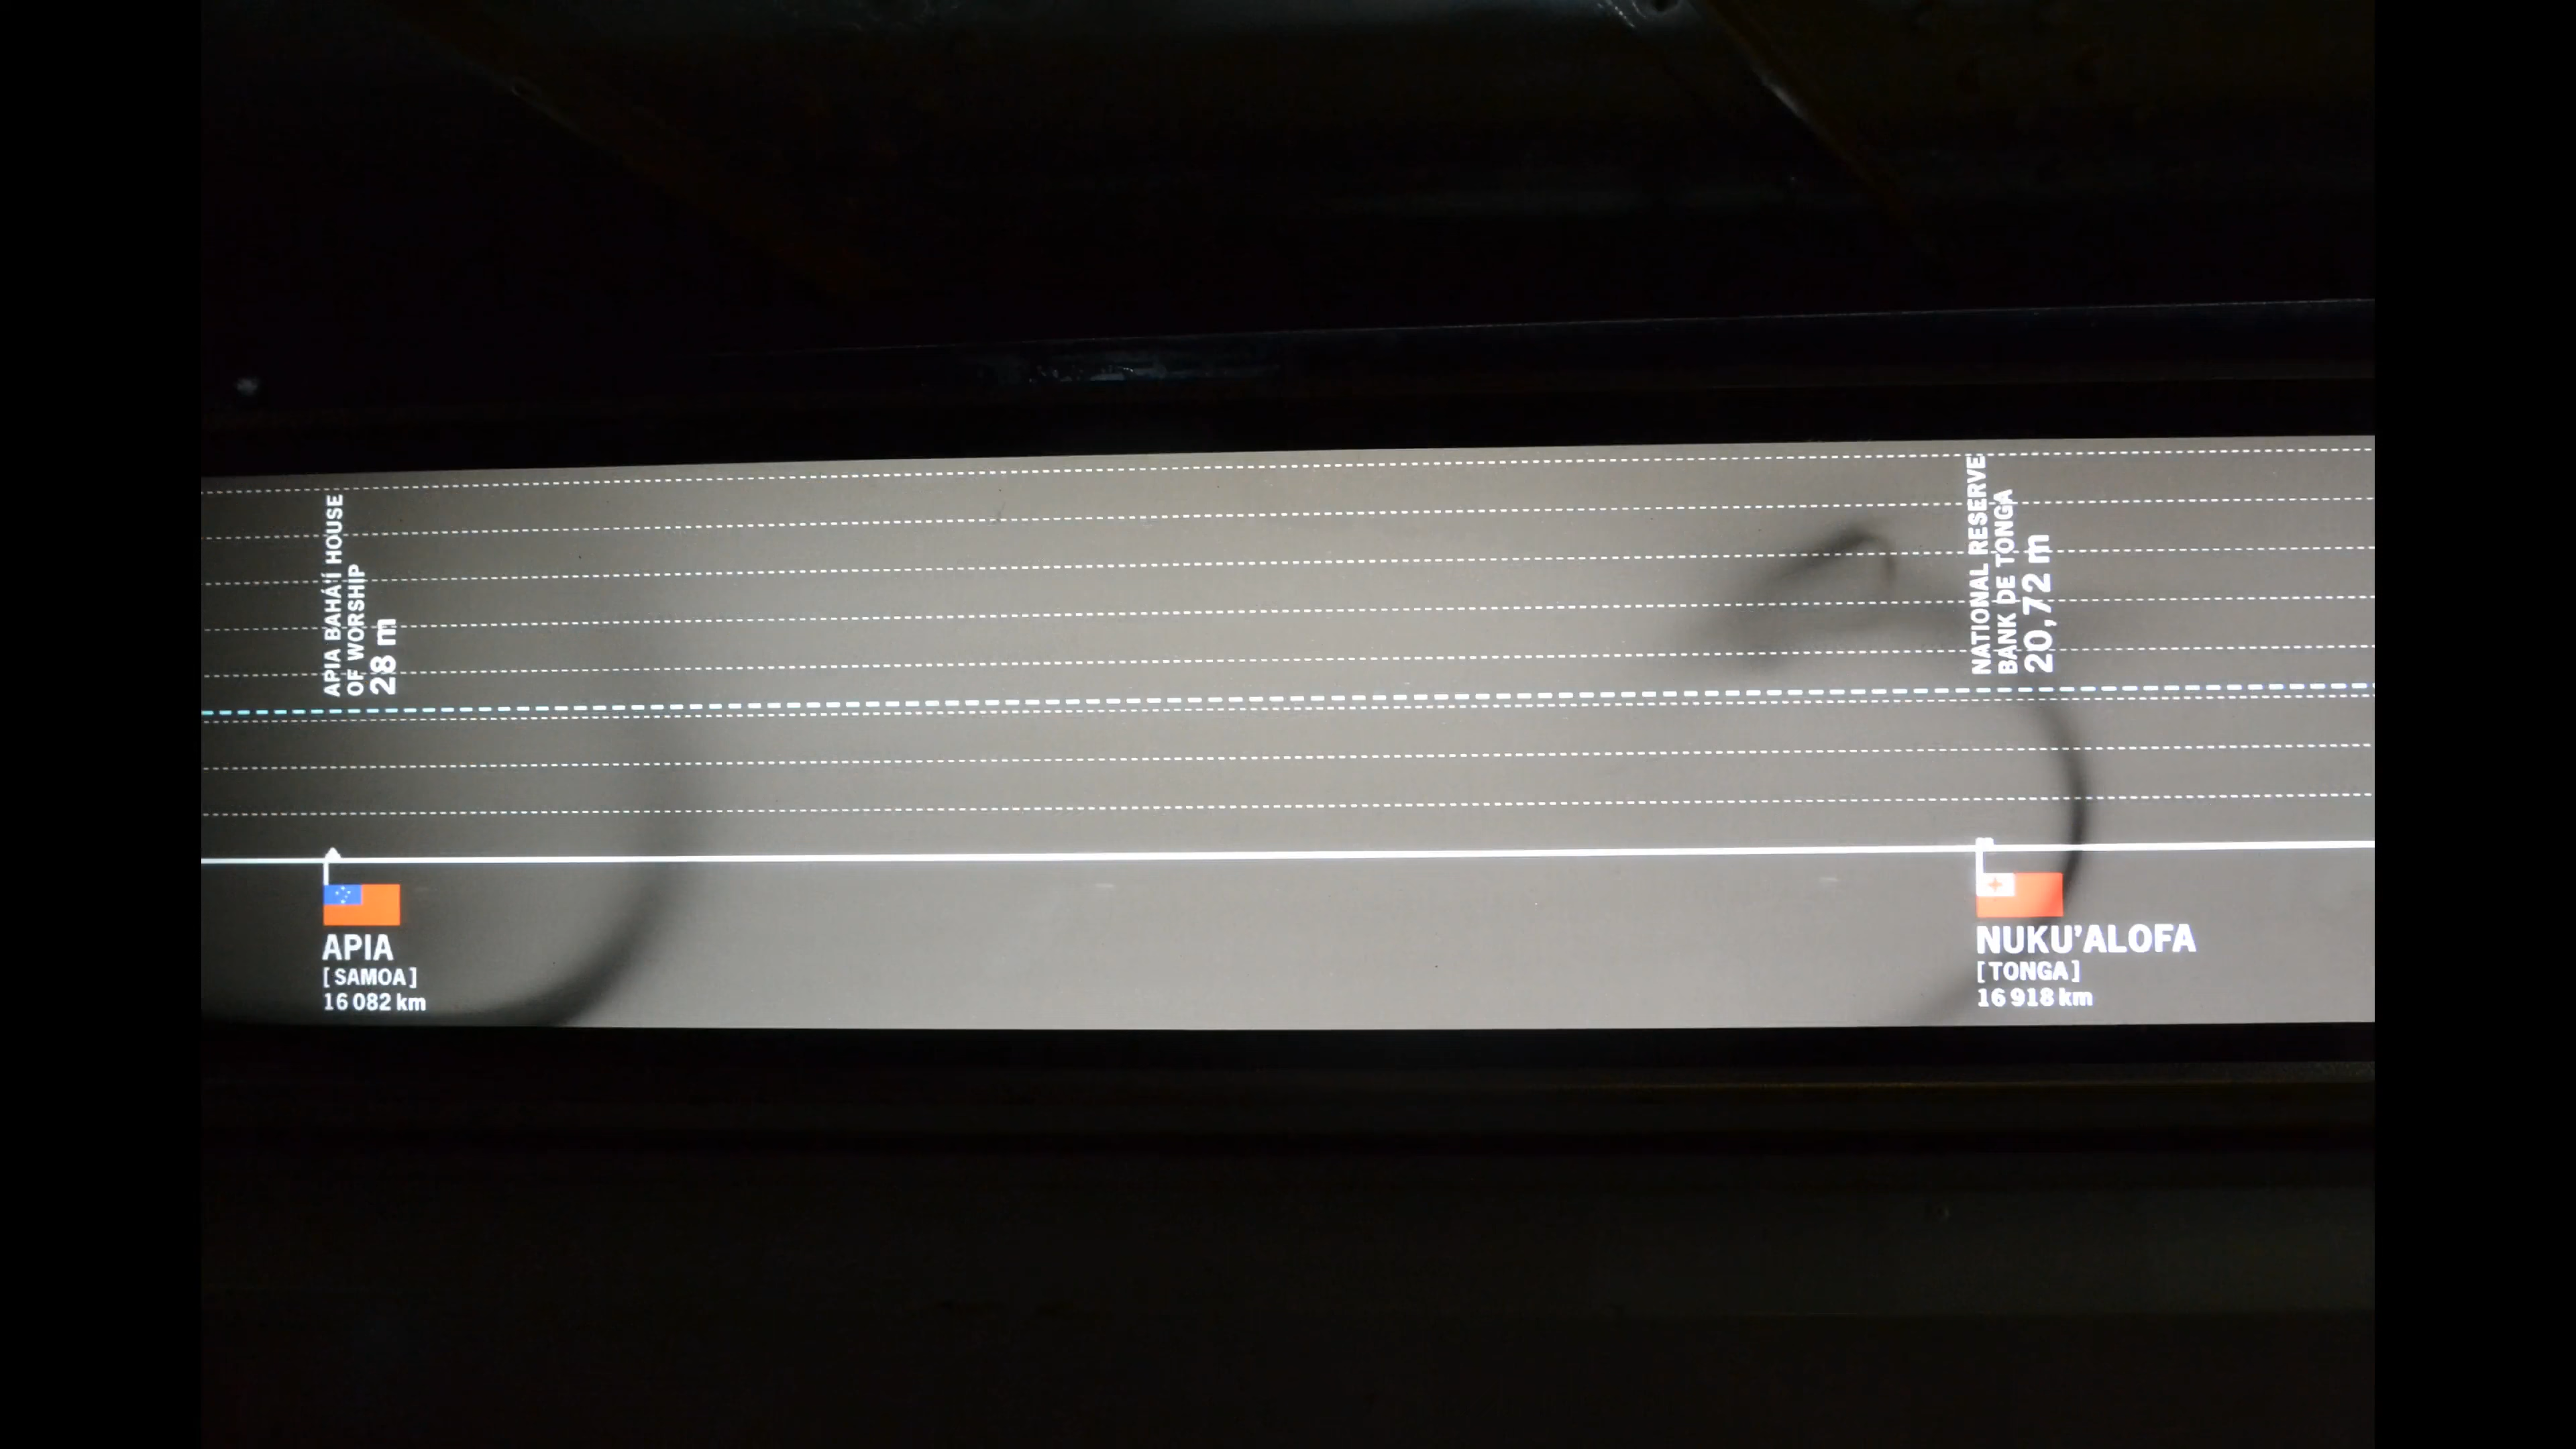 APIA BAHÁ'Í HOUSE
OF WORSHIP
28 m
APIA
[SAMOA]
16 082 km
NATIONAL RESERVE
BANK DE TONGA
20,72 m
NUKU'ALOFA
[TONGA]
16 918 km